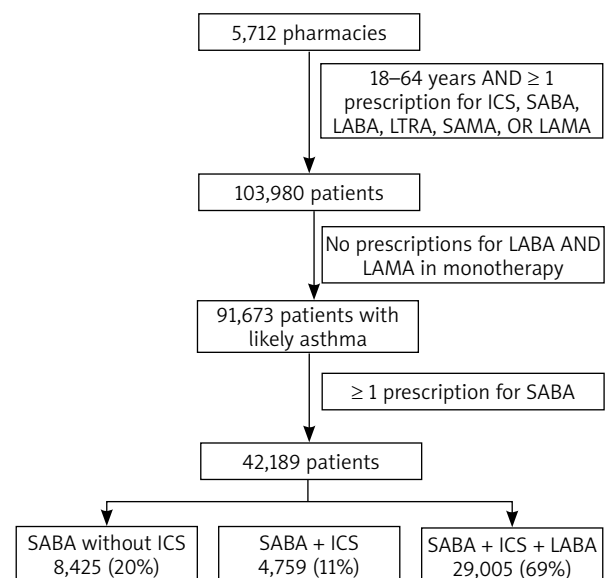 5,712 pharmacies
18–64 years AND ≥ 1
prescription for ICS, SABA,
LABA, LTRA, SAMA, OR LAMA
103,980 patients
No prescriptions for LABA AND
LAMA in monotherapy
91,673 patients with
likely asthma
≥ 1 prescription for SABA
42,189 patients
SABA without ICS
8,425 (20%)
SABA + ICS
4,759 (11%)
SABA + ICS + LABA
29,005 (69%)